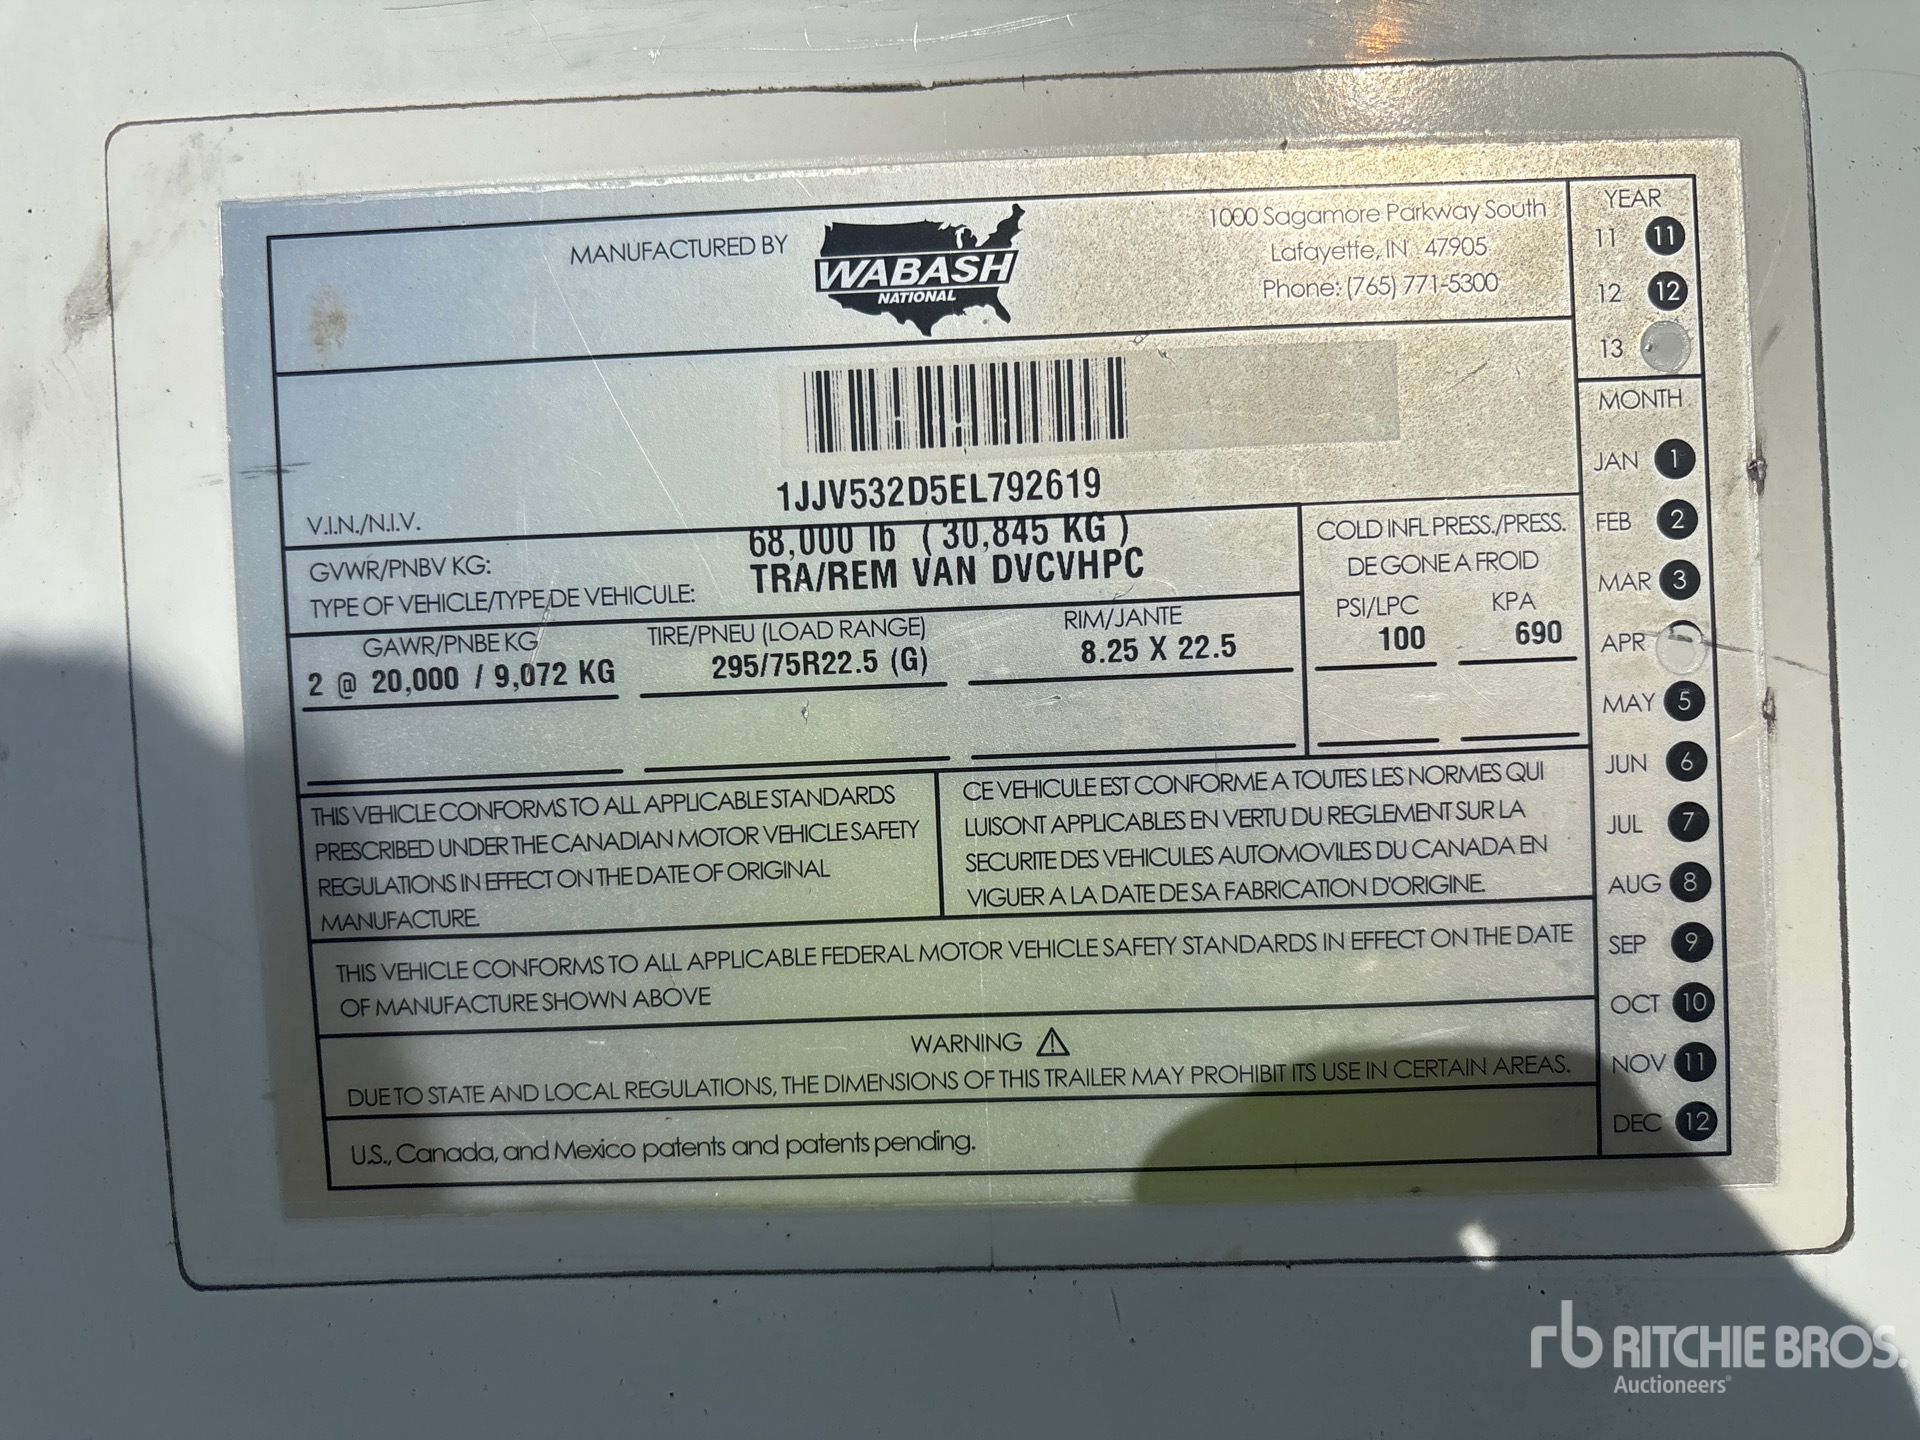 MANUFACTURED BY
WABASH
NATIONAL
1000 Sagamore Parkway South
Lafayette, IN 47905
Phone: (765) 771-5300
YEAR
11 11
12 12
13
V.I.N./N.I.V.
1JJV532D5EL792619
GVWR/PNBV KG:
68,000 lb (30,845 KG)
TYPE OF VEHICLE/TYPE DE VEHICULE:
TRA/REM VAN DVCVHPC
GAWR/PNBE KG
2 @ 20,000 / 9,072 KG
TIRE/PNEU (LOAD RANGE)
295/75R22.5 (G)
RIM/JANTE
8.25 X 22.5
COLD INFL PRESS./PRESS.
DE GONE A FROID
PSI/LPC KPA
100 690
MONTH
JAN 1
FEB 2
MAR 3
APR
MAY 5
JUN 6
JUL 7
AUG 8
SEP 9
OCT 10
NOV 11
DEC 12
THIS VEHICLE CONFORMS TO ALL APPLICABLE STANDARDS
PRESCRIBED UNDER THE CANADIAN MOTOR VEHICLE SAFETY
REGULATIONS IN EFFECT ON THE DATE OF ORIGINAL
MANUFACTURE.
CE VEHICULE EST CONFORME A TOUTES LES NORMES QUI
LUISONT APPLICABLES EN VERTU DU REGLEMENT SUR LA
SECURITE DES VEHICULES AUTOMOVILES DU CANADA EN
VIGUER A LA DATE DE SA FABRICATION D'ORIGINE.
THIS VEHICLE CONFORMS TO ALL APPLICABLE FEDERAL MOTOR VEHICLE SAFETY STANDARDS IN EFFECT ON THE DATE
OF MANUFACTURE SHOWN ABOVE
WARNING
DUE TO STATE AND LOCAL REGULATIONS, THE DIMENSIONS OF THIS TRAILER MAY PROHIBIT ITS USE IN CERTAIN AREAS.
U.S., Canada, and Mexico patents and patents pending.
rb RITCHIE BROS.
Auctioneers®